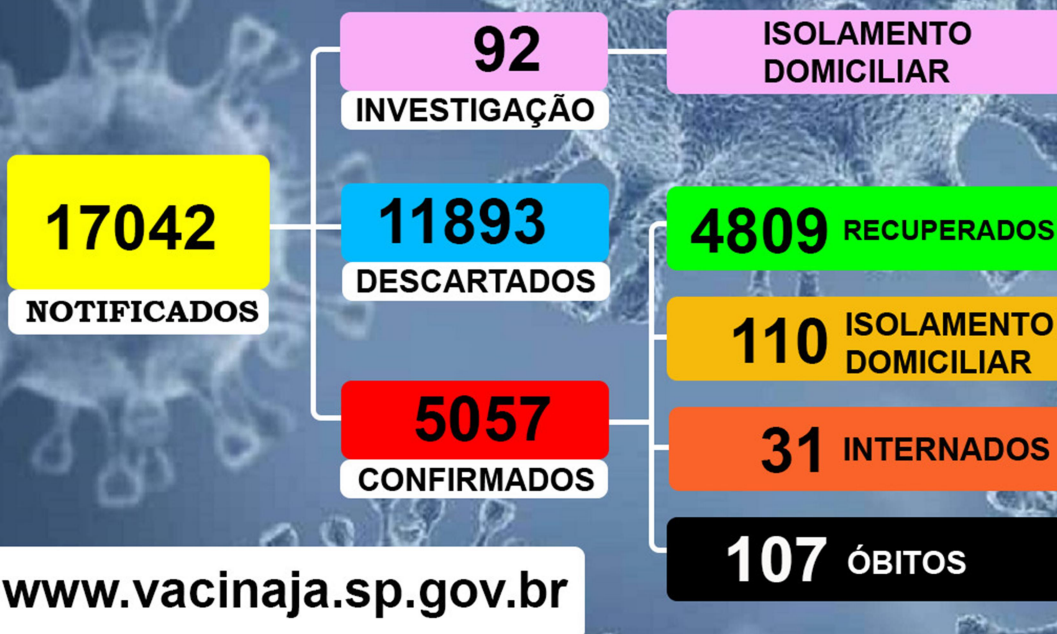 17042
NOTIFICADOS
92
INVESTIGAÇÃO
ISOLAMENTO
DOMICILIAR
11893
DESCARTADOS
5057
CONFIRMADOS
4809 RECUPERADOS
110 ISOLAMENTO
DOMICILIAR
31 INTERNADOS
107 ÓBITOS
www.vacinaja.sp.gov.br